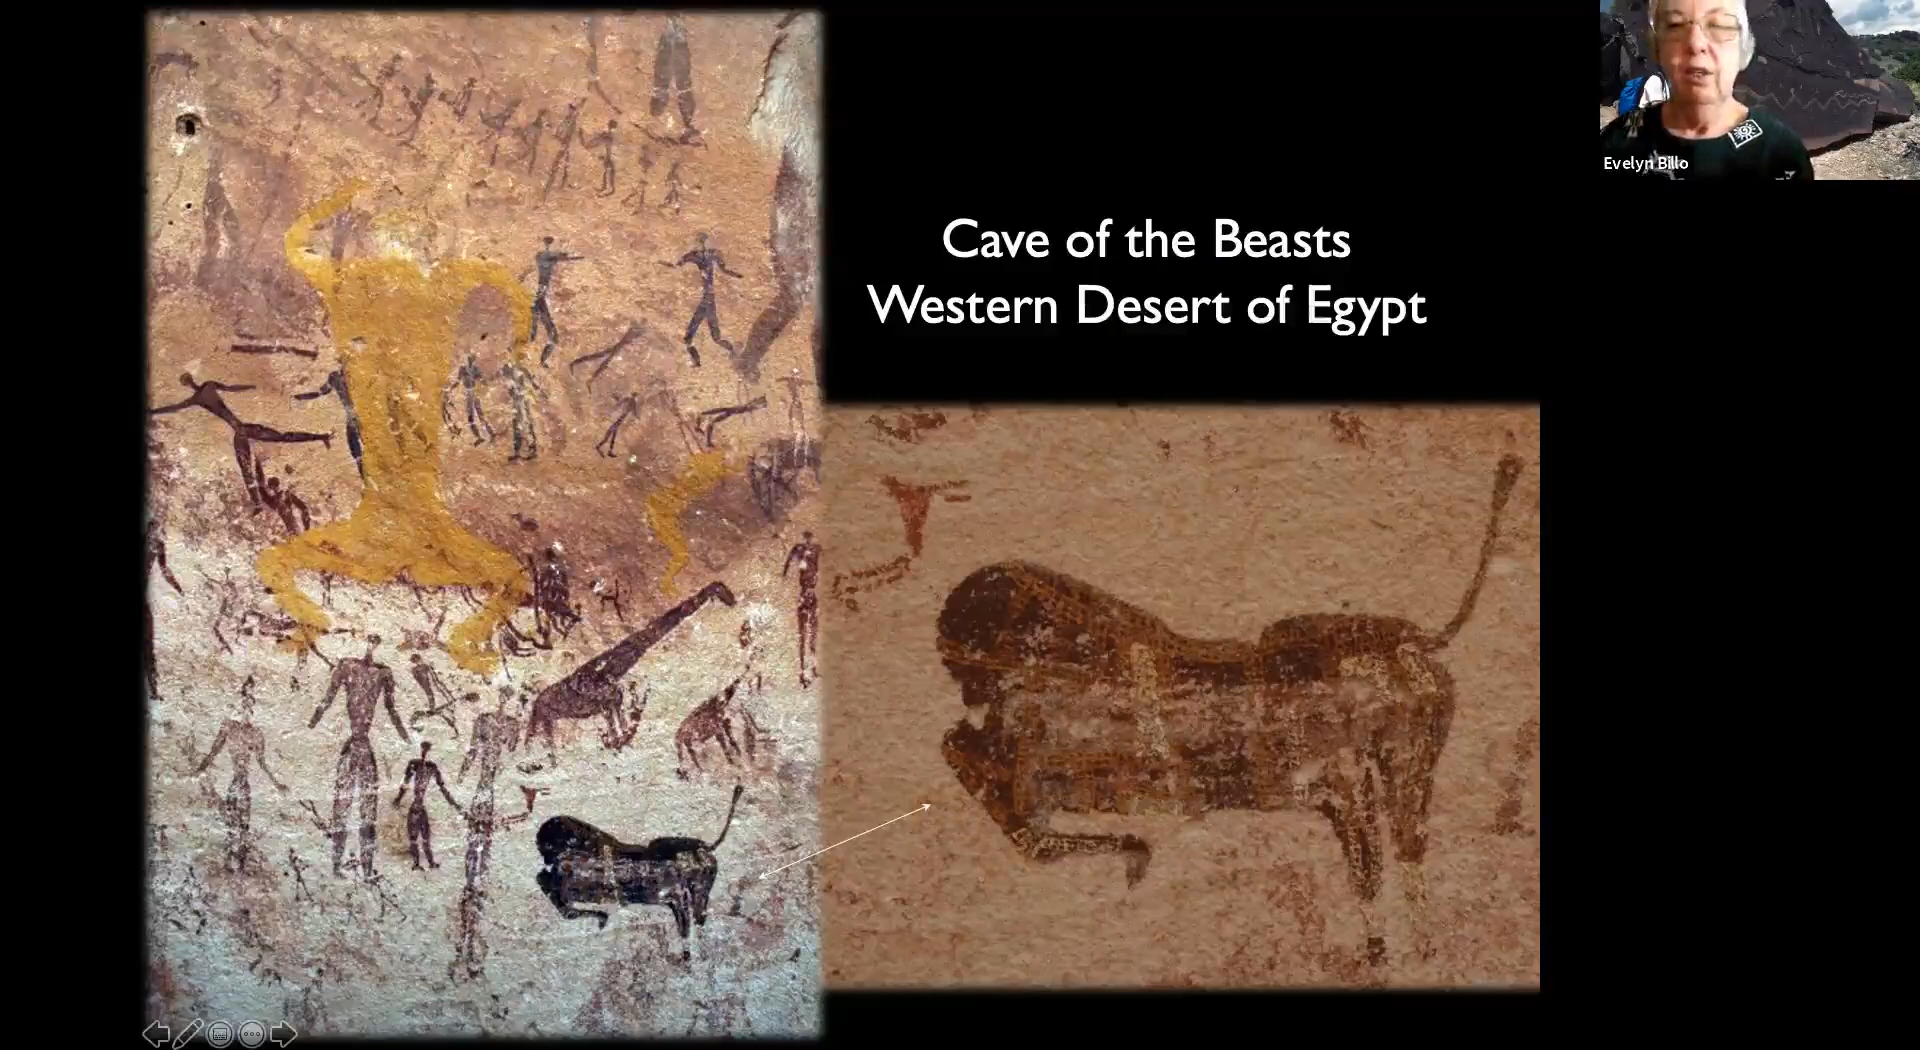 Cave of the Beasts
Western Desert of Egypt
Evelyn Billo